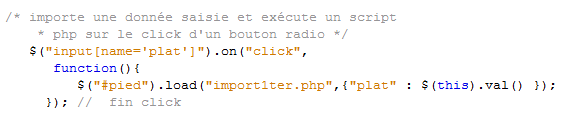 /* importe une donnée saisie et exécute un script
* php sur le click d'un bouton radio */
$("input[name='plat']").on("click",
function(){
$("#pied").load("import1ter.php",{"plat" : $(this).val() });
}); // fin click